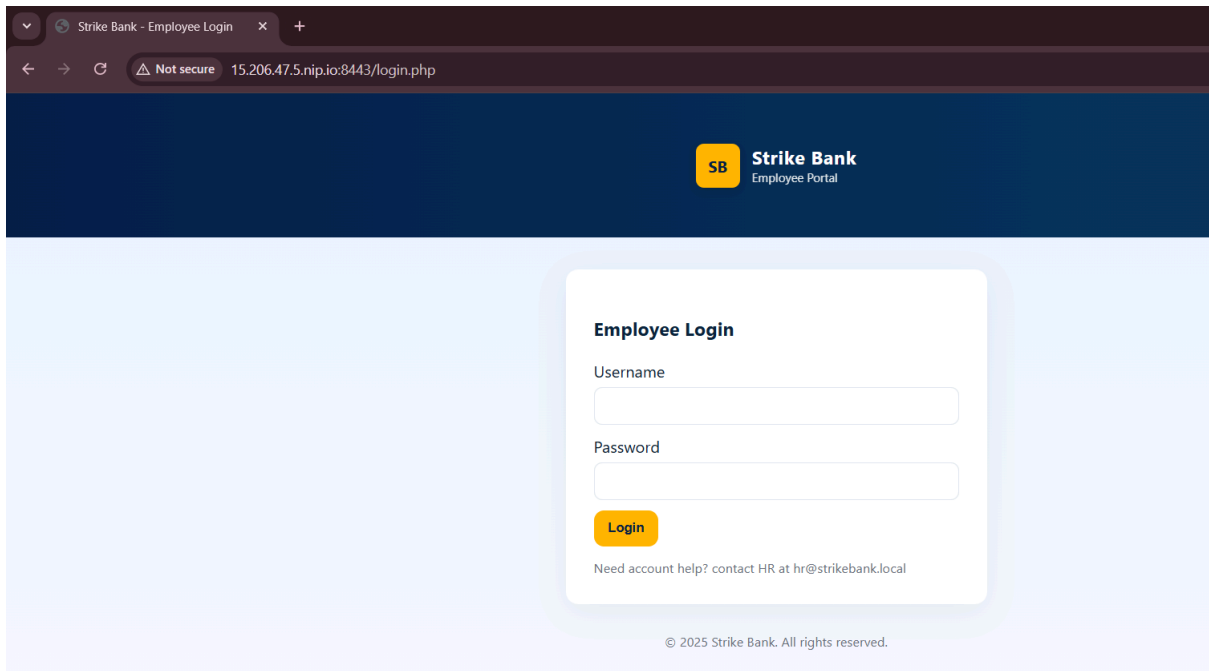 Strike Bank - Employee Login
Not secure 15.206.47.5.nip.io:8443/login.php
SB
Strike Bank
Employee Portal
Employee Login
Username
Password
Login
Need account help? contact HR at hr@strikebank.local
© 2025 Strike Bank. All rights reserved.